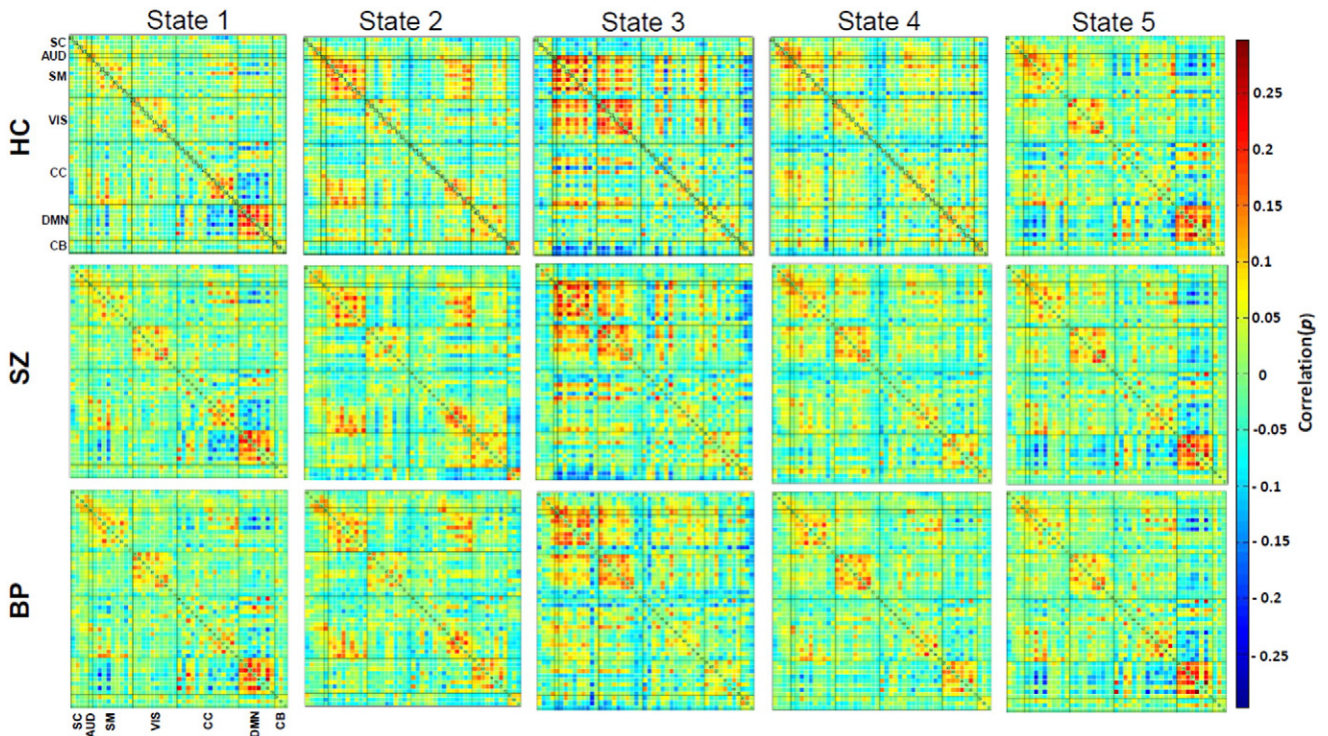 State 1 State 2 State 3 State 4 State 5
HC
SC
AUD
SM
VIS
CC
DMN
CB
SZ
BP
SC AUD SM VIS CC DMN CB
0.25
0.2
0.15
0.1
0.05
0
-0.05
-0.1
-0.15
-0.2
-0.25
Correlation(p)